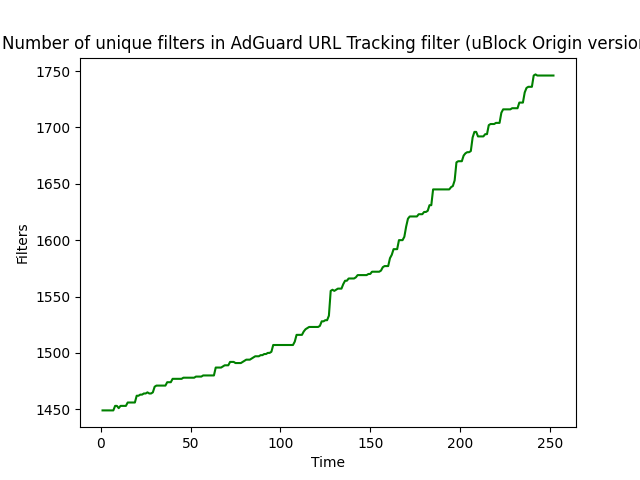 Number of unique filters in AdGuard URL Tracking filter (uBlock Origin version
1750
1700
1650
1600
1550
1500
1450
Filters
0 50 100 150 200 250
Time